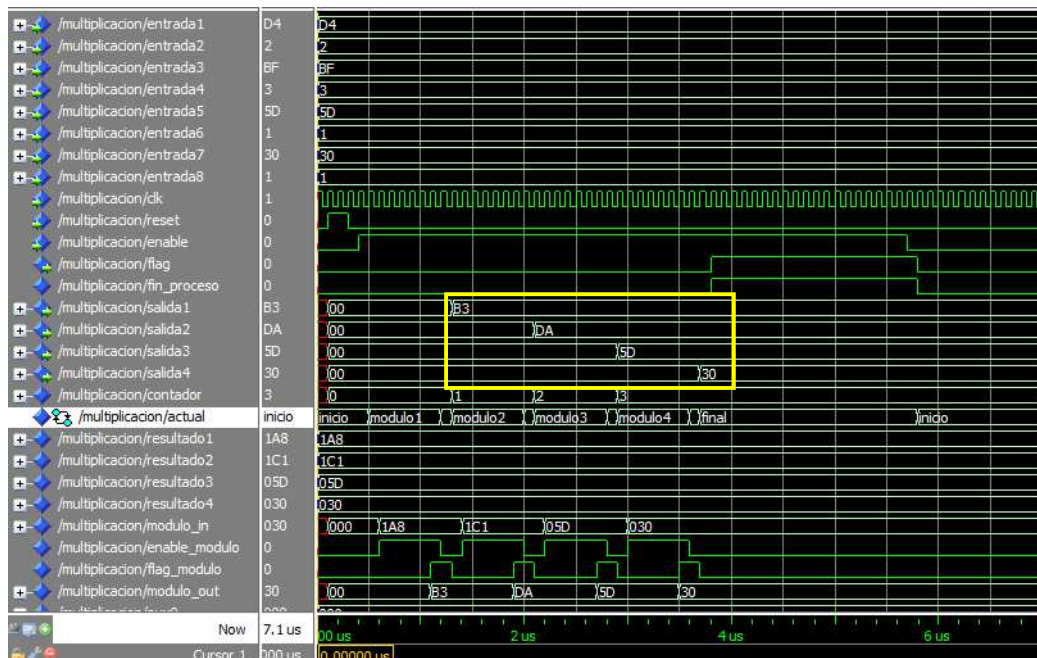 /multiplicacion/entrada1 D4 D4
/multiplicacion/entrada2 2 2
/multiplicacion/entrada3 BF BF
/multiplicacion/entrada4 3 3
/multiplicacion/entrada5 5D 5D
/multiplicacion/entrada6 1 1
/multiplicacion/entrada7 30 30
/multiplicacion/entrada8 1 1
/multiplicacion/clk 1
/multiplicacion/reset 0
/multiplicacion/enable 0
/multiplicacion/flag 0
/multiplicacion/fin_proceso 0
/multiplicacion/salida1 B3 00 B3
/multiplicacion/salida2 DA 00 DA
/multiplicacion/salida3 5D 00 5D
/multiplicacion/salida4 30 00 30
/multiplicacion/contador 3 0 1 2 3
/multiplicacion/actual inicio inicio modulo1 modulo2 modulo3 modulo4 final inicio
/multiplicacion/resultado1 1A8 1A8
/multiplicacion/resultado2 1C1 1C1
/multiplicacion/resultado3 05D 05D
/multiplicacion/resultado4 030 030
/multiplicacion/modulo_in 030 000 1A8 1C1 05D 030
/multiplicacion/enable_modulo 0
/multiplicacion/flag_modulo 0
/multiplicacion/modulo_out 30 00 B3 DA 5D 30
Now 7.1 us 00 us 2 us 4 us 6 us
Cursor 1 000 us 0.00000 us